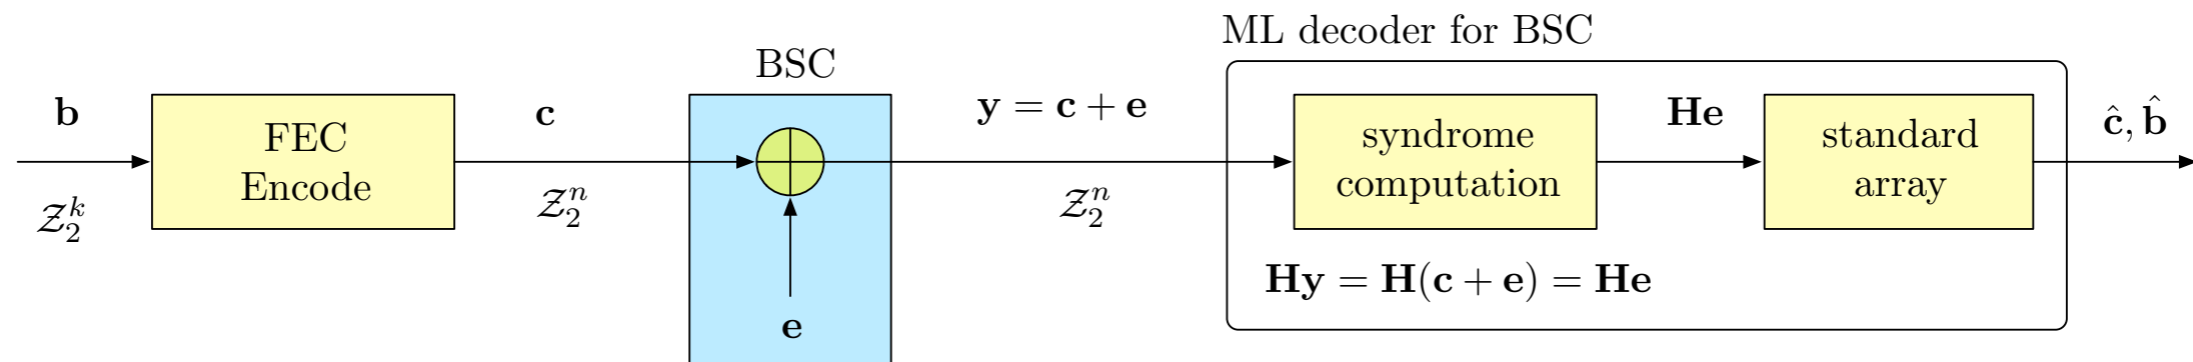 ML decoder for BSC
BSC
b
FEC
Encode
c
y = c + e
syndrome
computation
He
standard
array
ĉ, b̂
𝒵₂ᵏ
𝒵₂ⁿ
𝒵₂ⁿ
Hy = H(c + e) = He
e